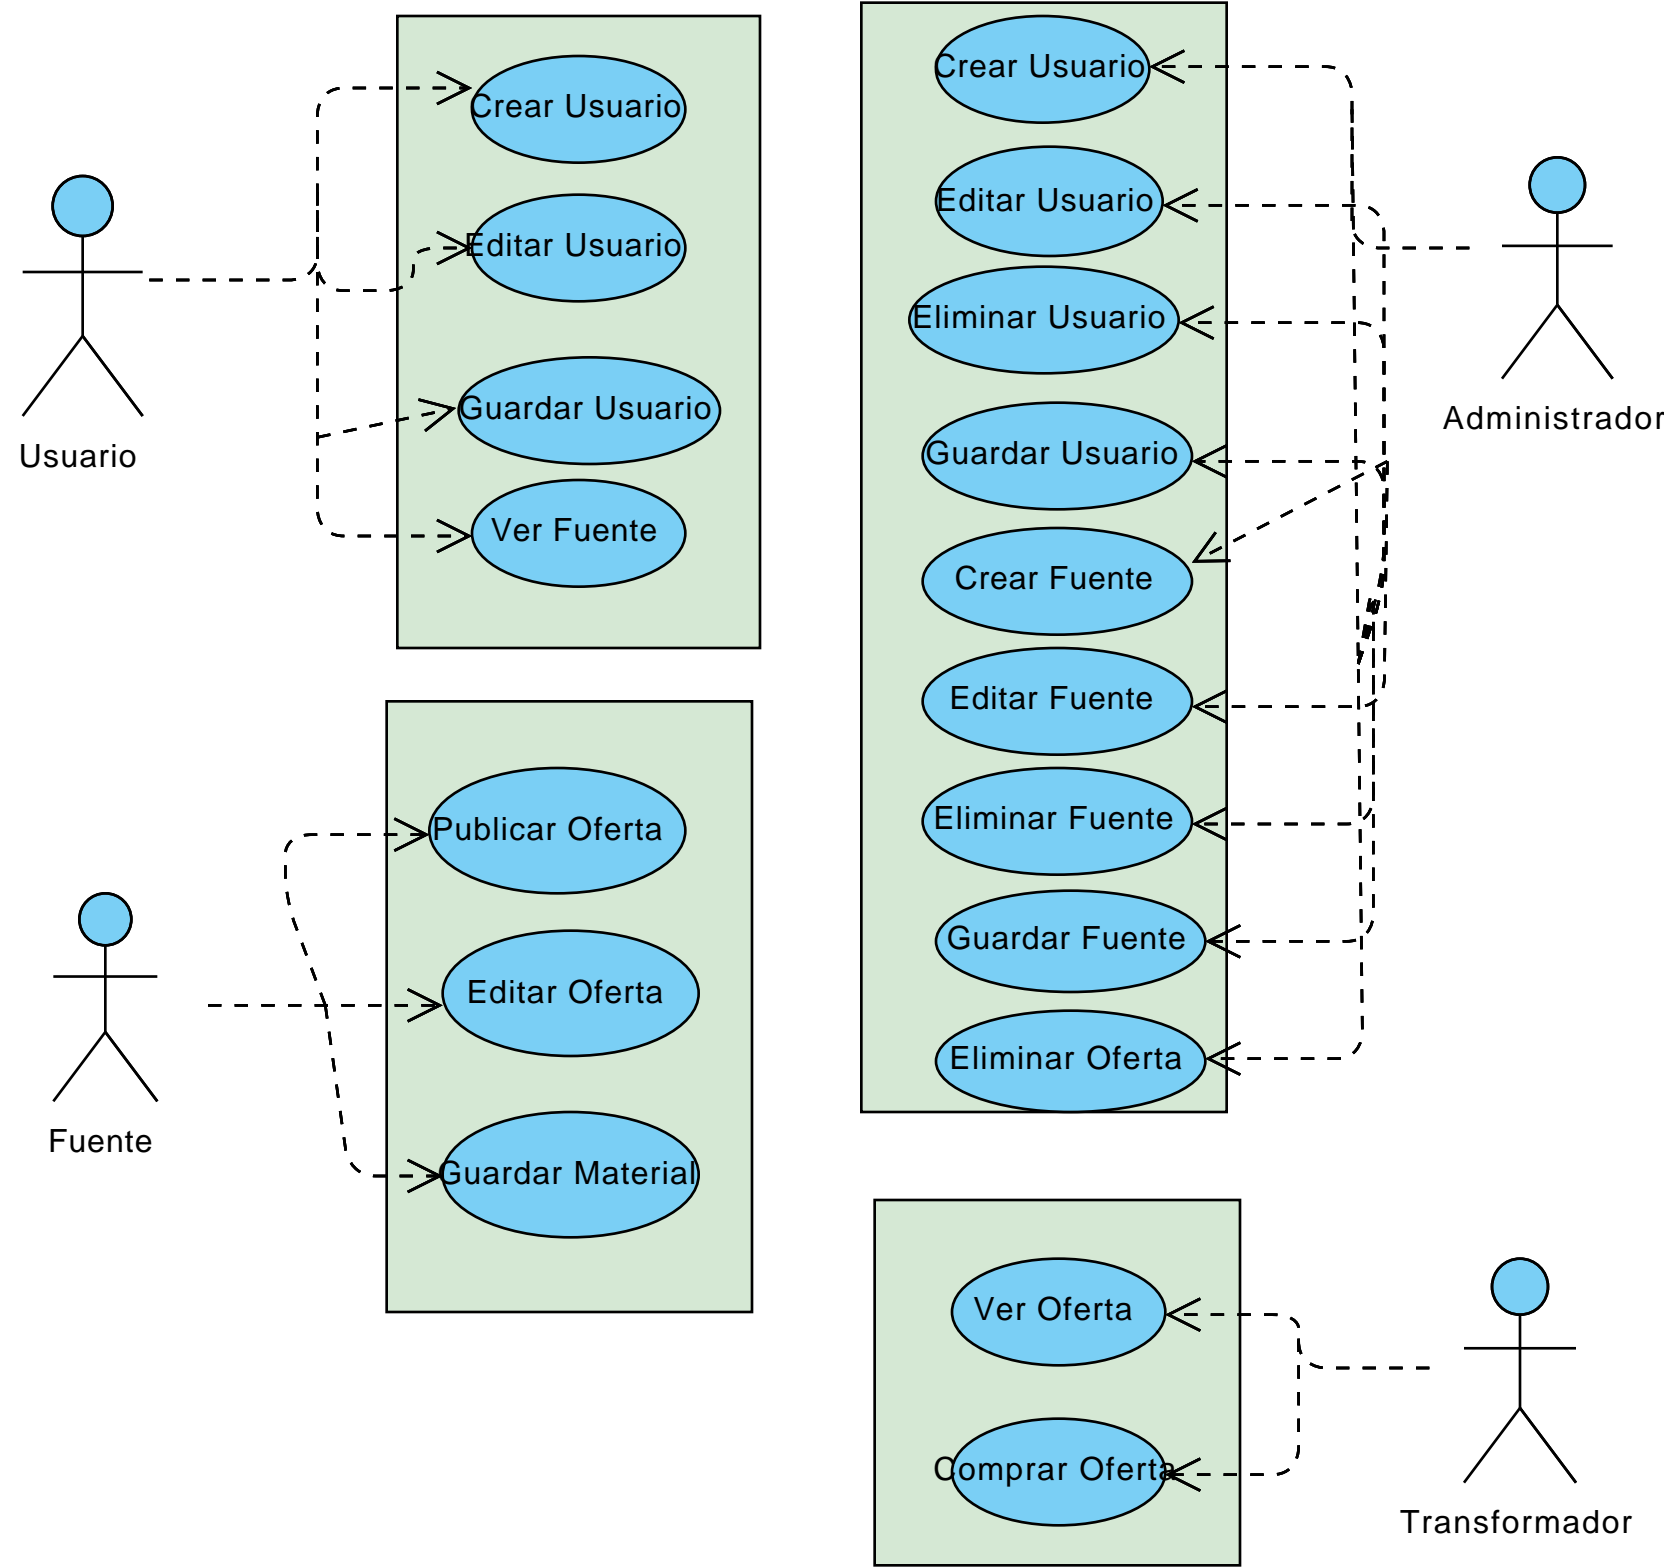 Crear Usuario
Editar Usuario
Guardar Usuario
Ver Fuente
Usuario
Crear Usuario
Editar Usuario
Eliminar Usuario
Guardar Usuario
Crear Fuente
Editar Fuente
Eliminar Fuente
Guardar Fuente
Eliminar Oferta
Administrador
Publicar Oferta
Editar Oferta
Guardar Material
Fuente
Ver Oferta
Comprar Oferta
Transformador